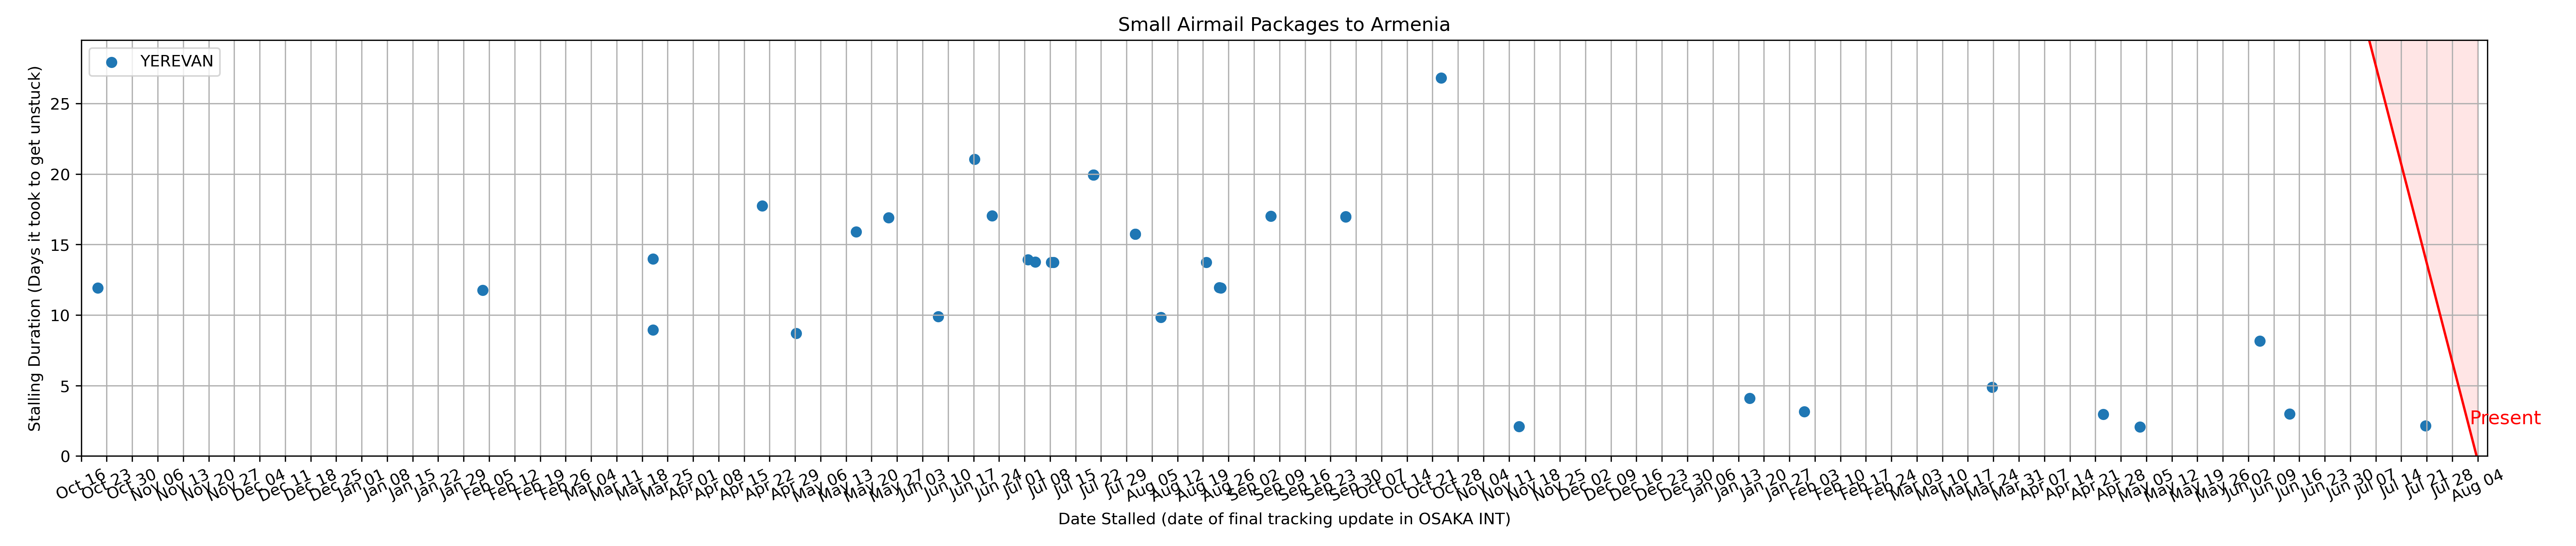 Small Airmail Packages to Armenia
YEREVAN
Stalling Duration (Days it took to get unstuck)
25
20
15
10
5
0
Present
Oct 16
Oct 23
Oct 30
Nov 06
Nov 13
Nov 20
Nov 27
Dec 04
Dec 11
Dec 18
Dec 25
Jan 01
Jan 08
Jan 15
Jan 22
Jan 29
Feb 05
Feb 12
Feb 19
Feb 26
Mar 04
Mar 11
Mar 18
Mar 25
Apr 01
Apr 08
Apr 15
Apr 22
Apr 29
May 06
May 13
May 20
May 27
Jun 03
Jun 10
Jun 17
Jun 24
Jul 01
Jul 08
Jul 15
Jul 22
Jul 29
Aug 05
Aug 12
Aug 19
Aug 26
Sep 02
Sep 09
Sep 16
Sep 23
Sep 30
Oct 07
Oct 14
Oct 21
Oct 28
Nov 04
Nov 11
Nov 18
Nov 25
Dec 02
Dec 09
Dec 16
Dec 23
Dec 30
Jan 06
Jan 13
Jan 20
Jan 27
Feb 03
Feb 10
Feb 17
Feb 24
Mar 03
Mar 10
Mar 17
Mar 24
Mar 31
Apr 07
Apr 14
Apr 21
Apr 28
May 05
May 12
May 19
May 26
Jun 02
Jun 09
Jun 16
Jun 23
Jun 30
Jul 07
Jul 14
Jul 21
Jul 28
Aug 04
Date Stalled (date of final tracking update in OSAKA INT)